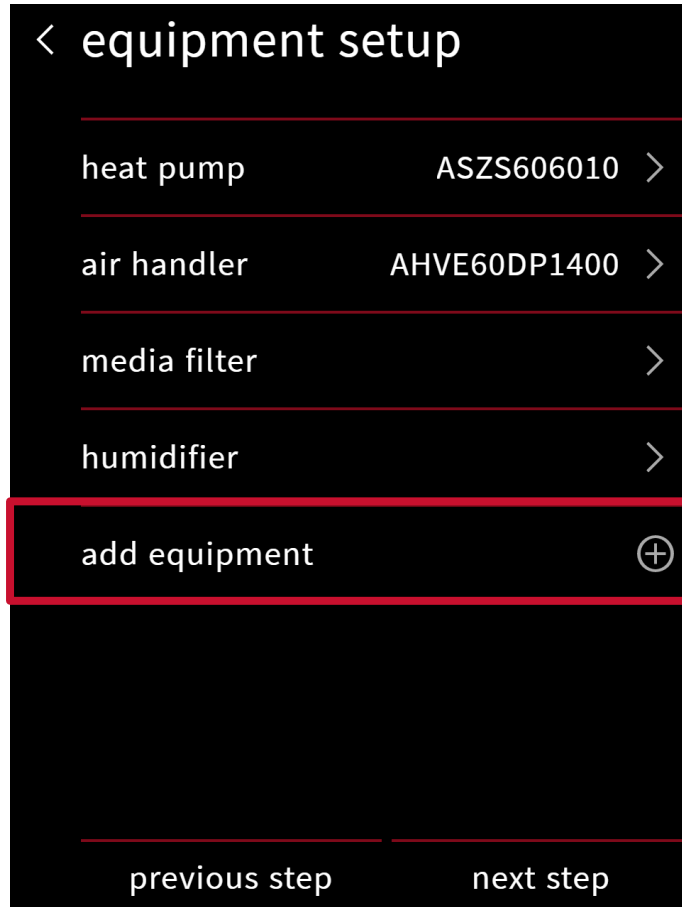 equipment setup
heat pump ASZS606010
air handler AHVE60DP1400
media filter
humidifier
add equipment
previous step next step